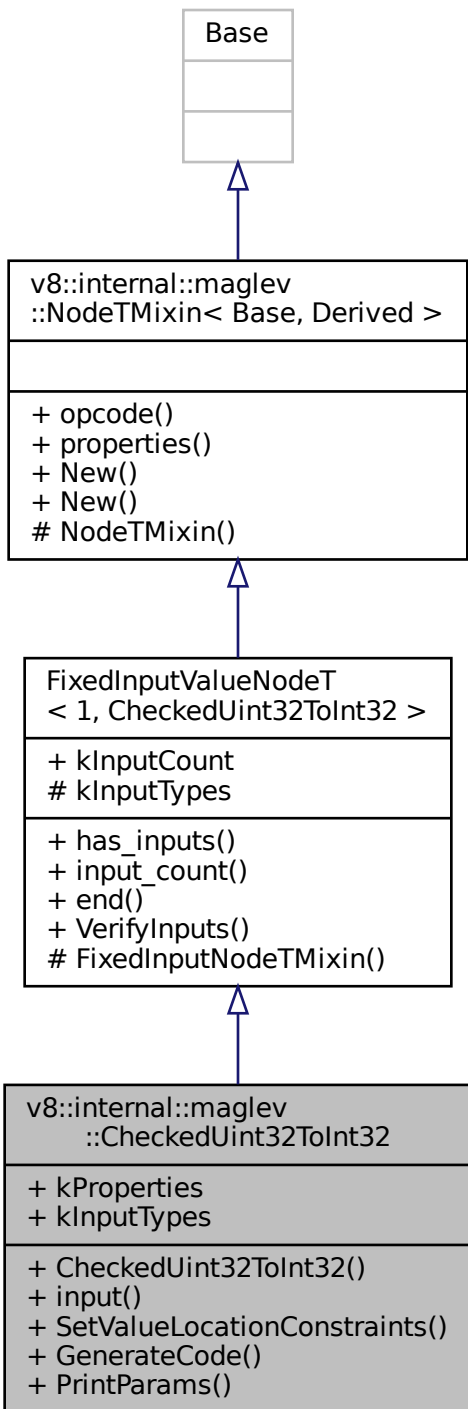 Base
v8::internal::maglev
::NodeTMixin< Base, Derived >
+ opcode()
+ properties()
+ New()
+ New()
# NodeTMixin()
FixedInputValueNodeT
< 1, CheckedUint32ToInt32 >
+ kInputCount
# kInputTypes
+ has_inputs()
+ input_count()
+ end()
+ VerifyInputs()
# FixedInputNodeTMixin()
v8::internal::maglev
::CheckedUint32ToInt32
+ kProperties
+ kInputTypes
+ CheckedUint32ToInt32()
+ input()
+ SetValueLocationConstraints()
+ GenerateCode()
+ PrintParams()